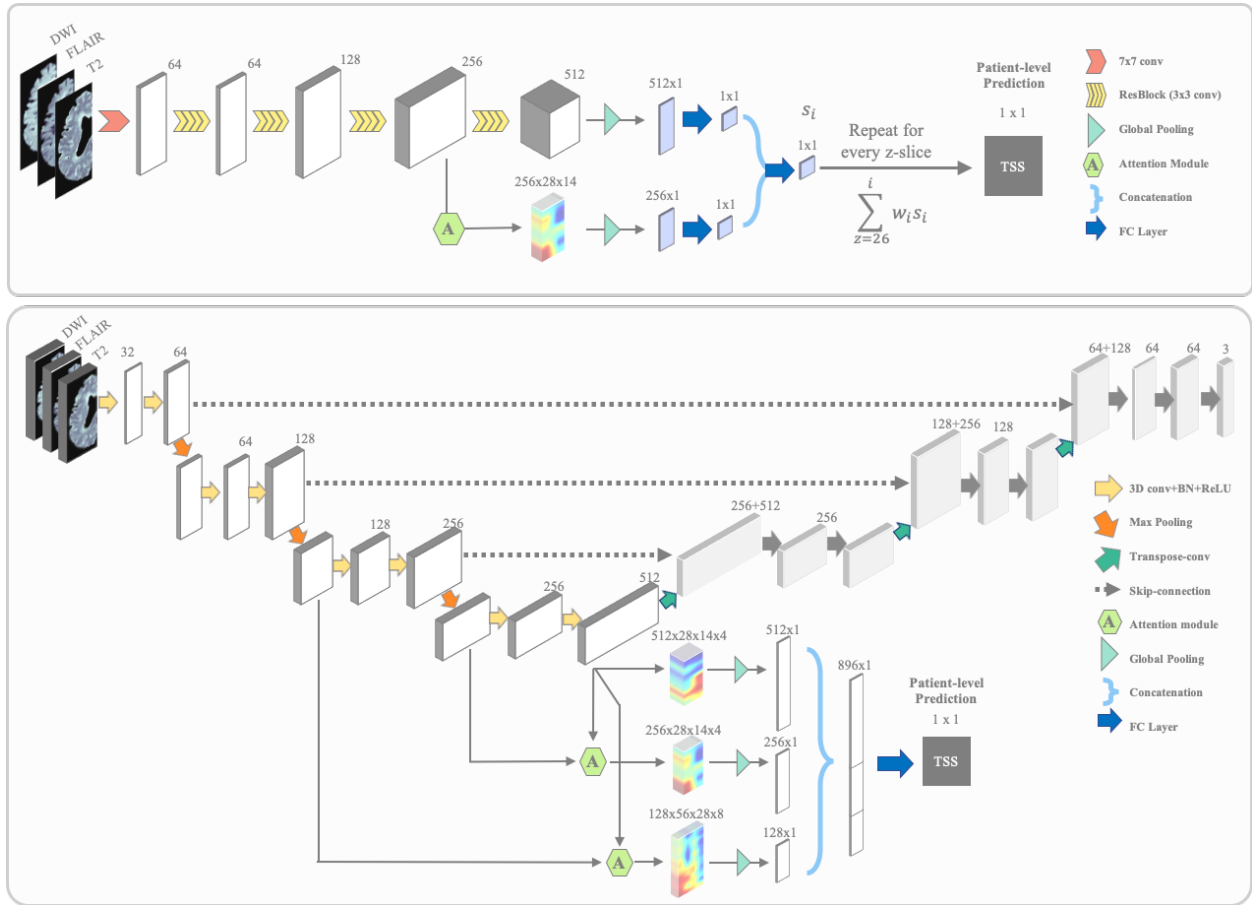 DWI
FLAIR
T2
64
64
128
256
512
512x1
1x1
256x28x14
256x1
1x1
A
s_i
1x1
Repeat for
every z-slice
i
∑ w_i s_i
z=26
Patient-level
Prediction
1 x 1
TSS
7x7 conv
ResBlock (3x3 conv)
Global Pooling
A Attention Module
Concatenation
FC Layer
DWI
FLAIR
T2
32
64
64
128
128
256
256
512
256+512
256
128+256
128
64+128
64
64
3
512x28x14x4
512x1
A
256x28x14x4
256x1
A
128x56x28x8
128x1
896x1
Patient-level
Prediction
1 x 1
TSS
3D conv+BN+ReLU
Max Pooling
Transpose-conv
Skip-connection
A Attention module
Global Pooling
Concatenation
FC Layer